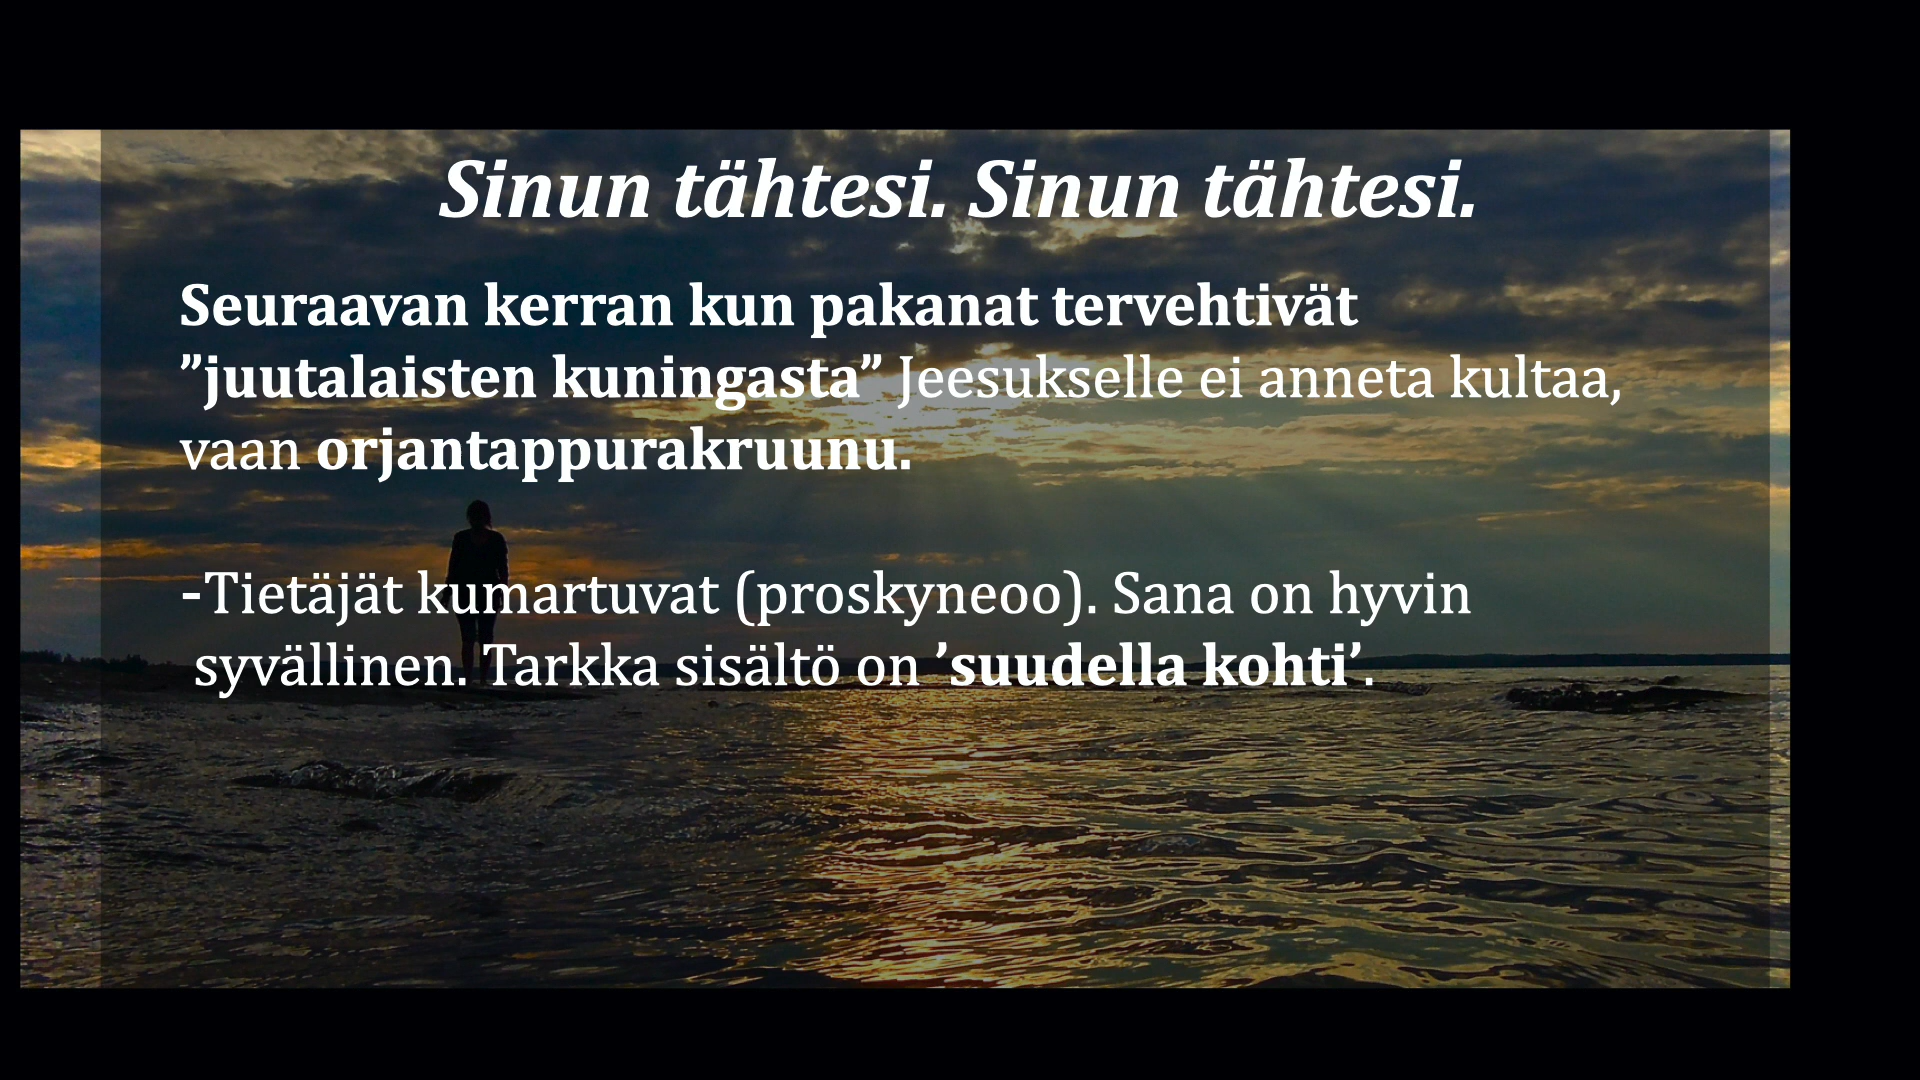 Sinun tähtesi. Sinun tähtesi.
Seuraavan kerran kun pakanat tervehtivät
”juutalaisten kuningasta” Jeesukselle ei anneta kultaa,
vaan orjantappurakruunu.
-Tietäjät kumartuvat (proskyneoo). Sana on hyvin
syvällinen. Tarkka sisältö on ’suudella kohti’.